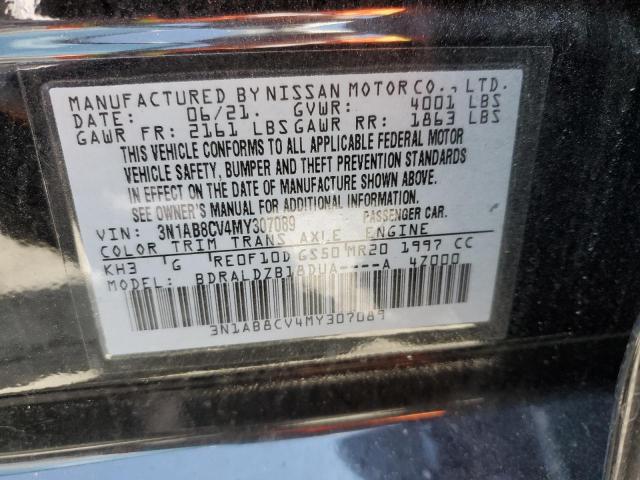 MANUFACTURED BY NISSAN MOTOR CO., LTD.
DATE: 06/21. GVWR: 4001 LBS
GAWR FR: 2161 LBS GAWR RR: 1863 LBS
THIS VEHICLE CONFORMS TO ALL APPLICABLE FEDERAL MOTOR
VEHICLE SAFETY, BUMPER AND THEFT PREVENTION STANDARDS
IN EFFECT ON THE DATE OF MANUFACTURE SHOWN ABOVE.
SEE OWNER'S MANUAL FOR ADDITIONAL INFORMATION.
VIN: 3N1AB8CV4MY307089 PASSENGER CAR.
COLOR TRIM TRANS AXLE ENGINE
KH3 G RE0F10D GS50 MR20 1997 CC
MODEL: BDRALDZB18DUA----A 47000
3N1AB8CV4MY307089